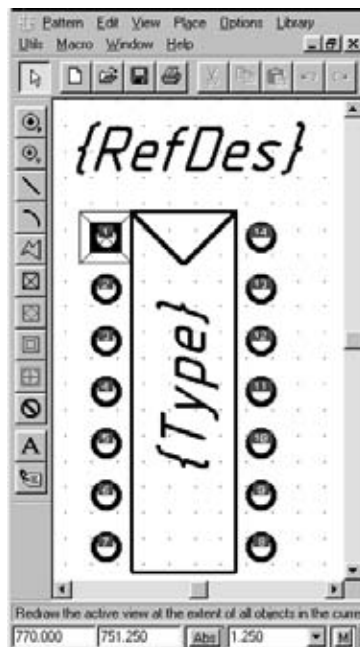 Pattern Edit View Place Options Library
Utils Macro Window Help
{RefDes}
{Type}
A
Redraw the active view at the extent of all objects in the curre
770.000 751.250 Abs 1.250 M